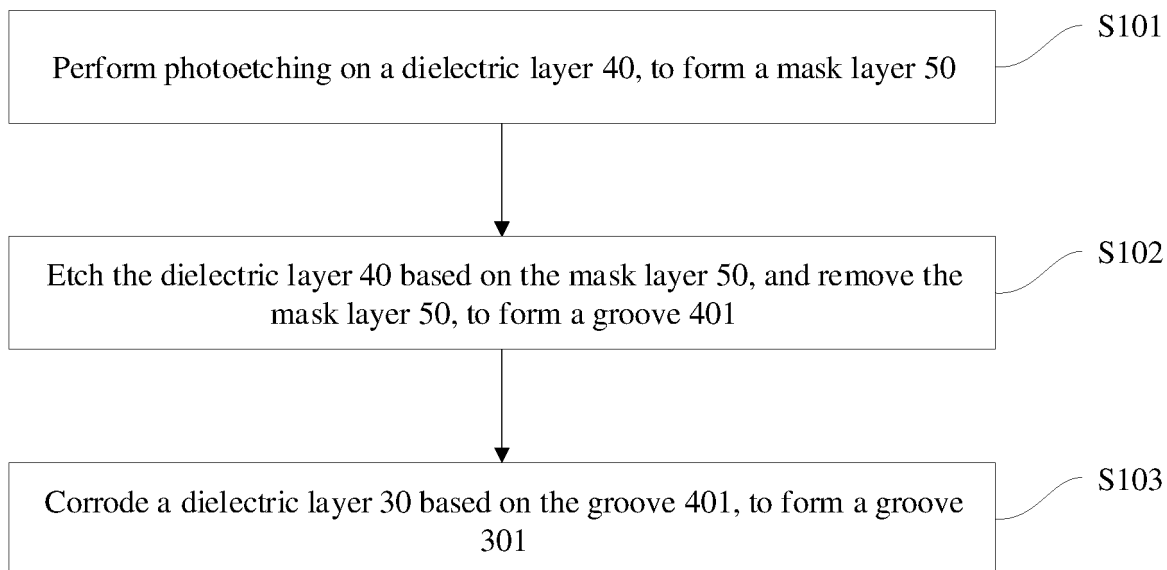 S101
Perform photoetching on a dielectric layer 40, to form a mask layer 50
S102
Etch the dielectric layer 40 based on the mask layer 50, and remove the
mask layer 50, to form a groove 401
S103
Corrode a dielectric layer 30 based on the groove 401, to form a groove
301